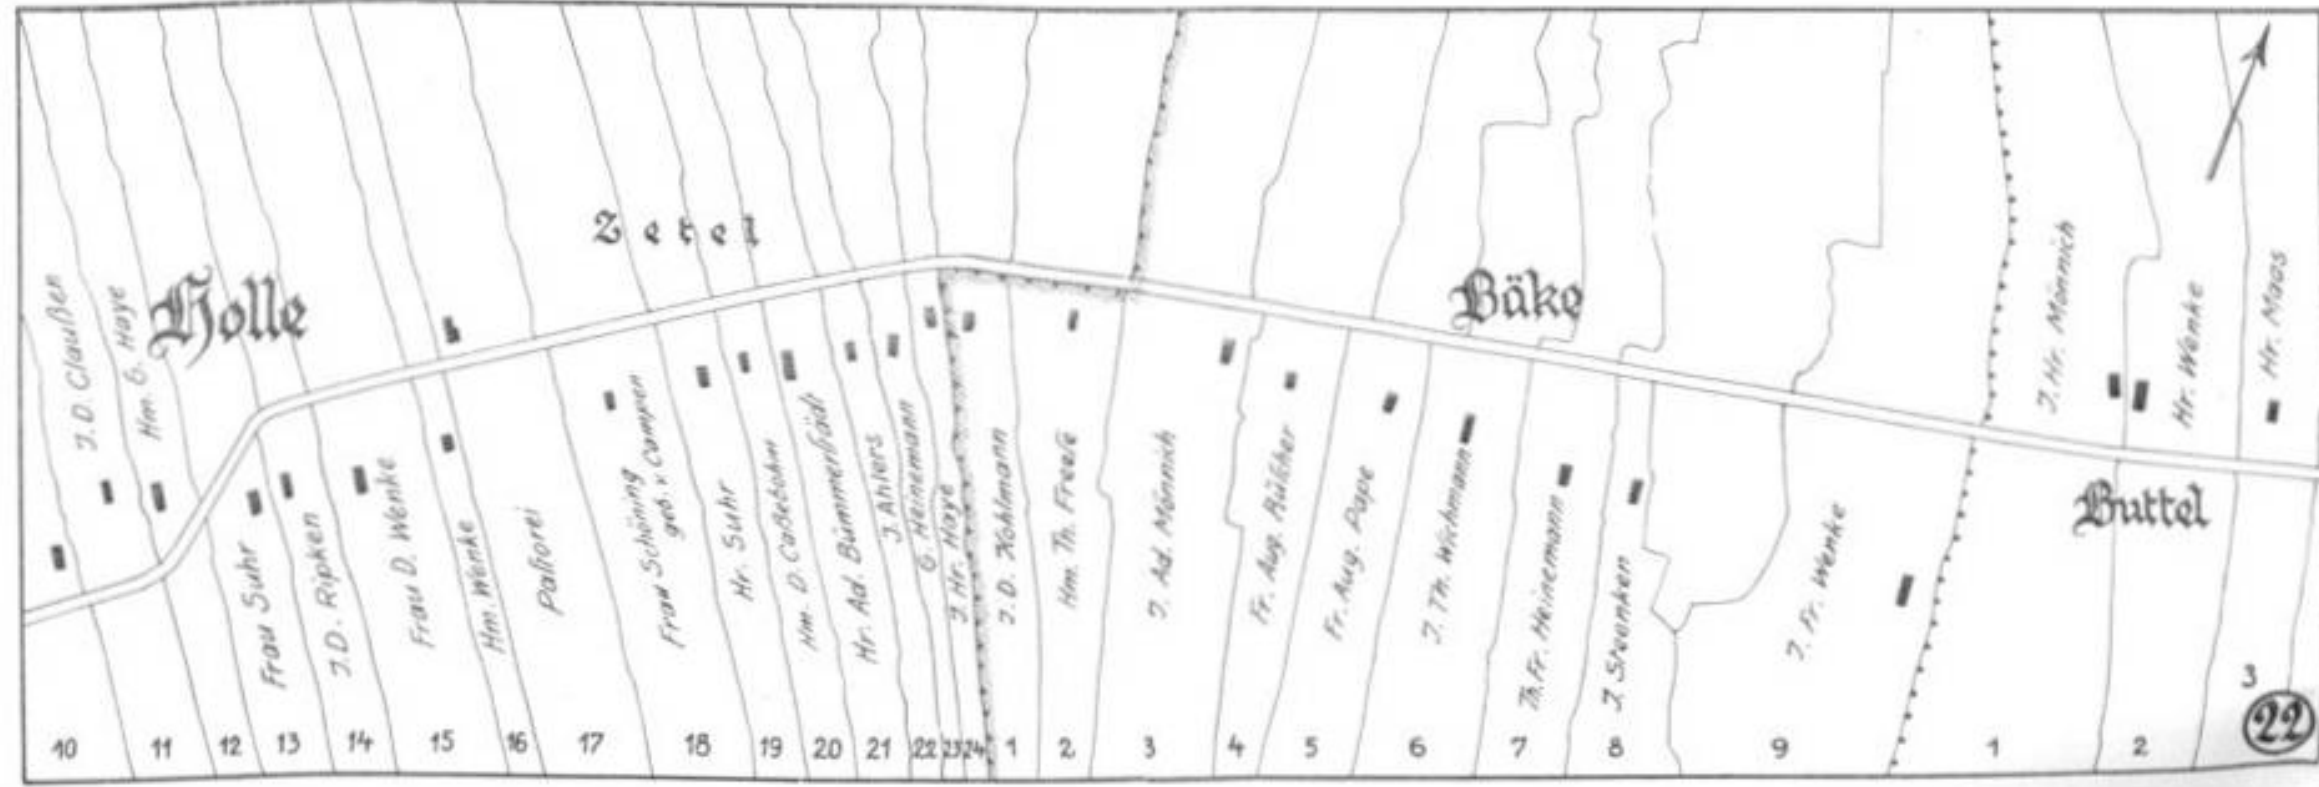 Holle
Zetel
Bäke
Buttel
J.D. Claußen
Hm. G. Haye
Frau Suhr
J.D. Ripken
Frau D. Wenke
Hm. Wenke
Pastorei
Frau Schönning
geb. v. Campen
Hr. Suhr
Hm. D. Caßebohm
Hr. Ad. Bümmerstädt
J. Ahlers
G. Heinemann
J. Hr. Haye
J.D. Kohlmann
Hm. Th. Freese
J. Ad. Mönnich
Fr. Aug. Büscher
Fr. Aug. Pape
J. Th. Wichmann
Th. Fr. Heinemann
J. Steenken
J. Fr. Wenke
J. Hr. Mönnich
Hr. Wenke
Hr. Maas
10 11 12 13 14 15 16 17 18 19 20 21 22 23 24 1 2 3 4 5 6 7 8 9 1 2 3
22